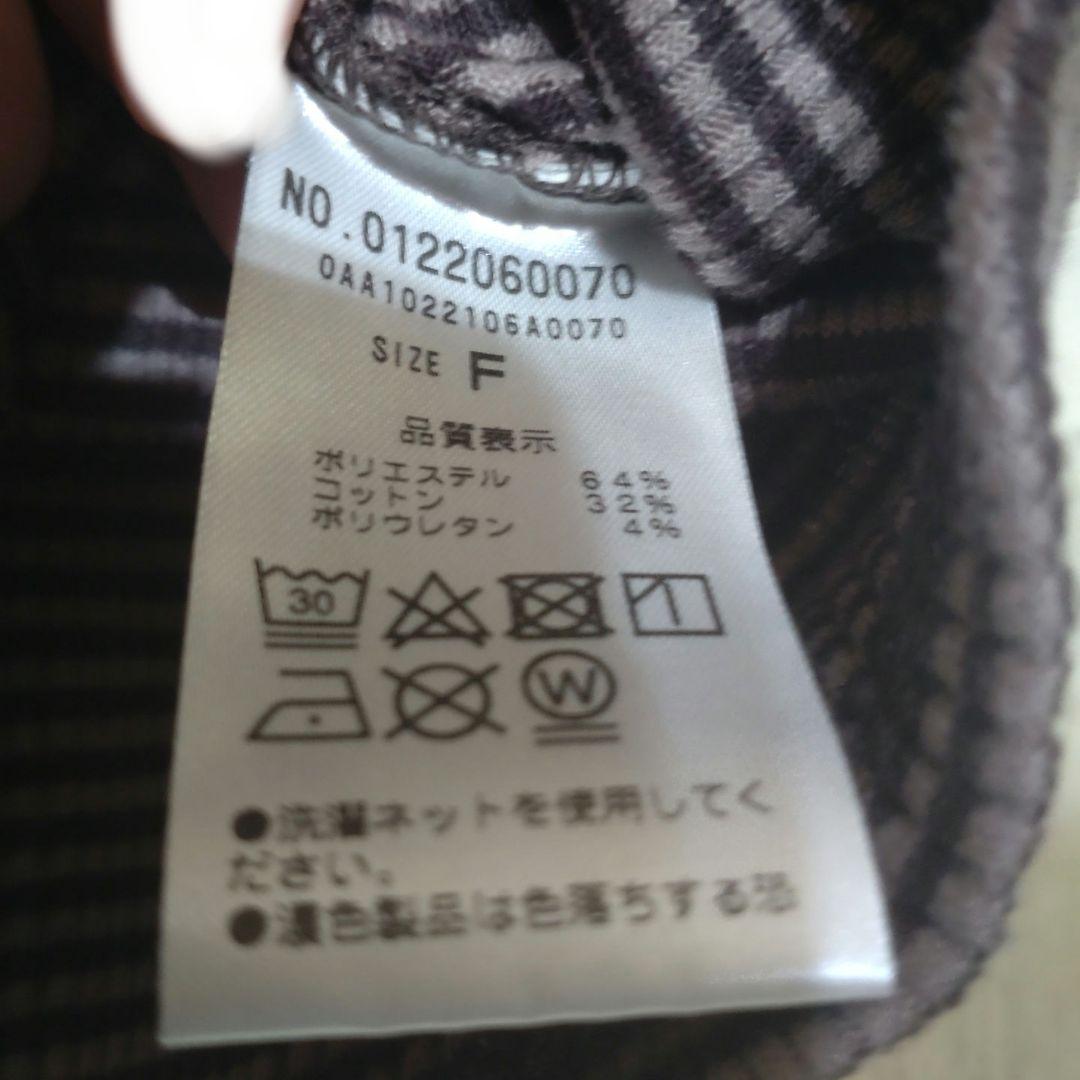 NO.0122060070
0AA1022106A0070
SIZE F
品質表示
ポリエステル 64%
コットン 32%
ポリウレタン 4%
30
W
●洗濯ネットを使用してく
ださい。
●濃色製品は色落ちする恐